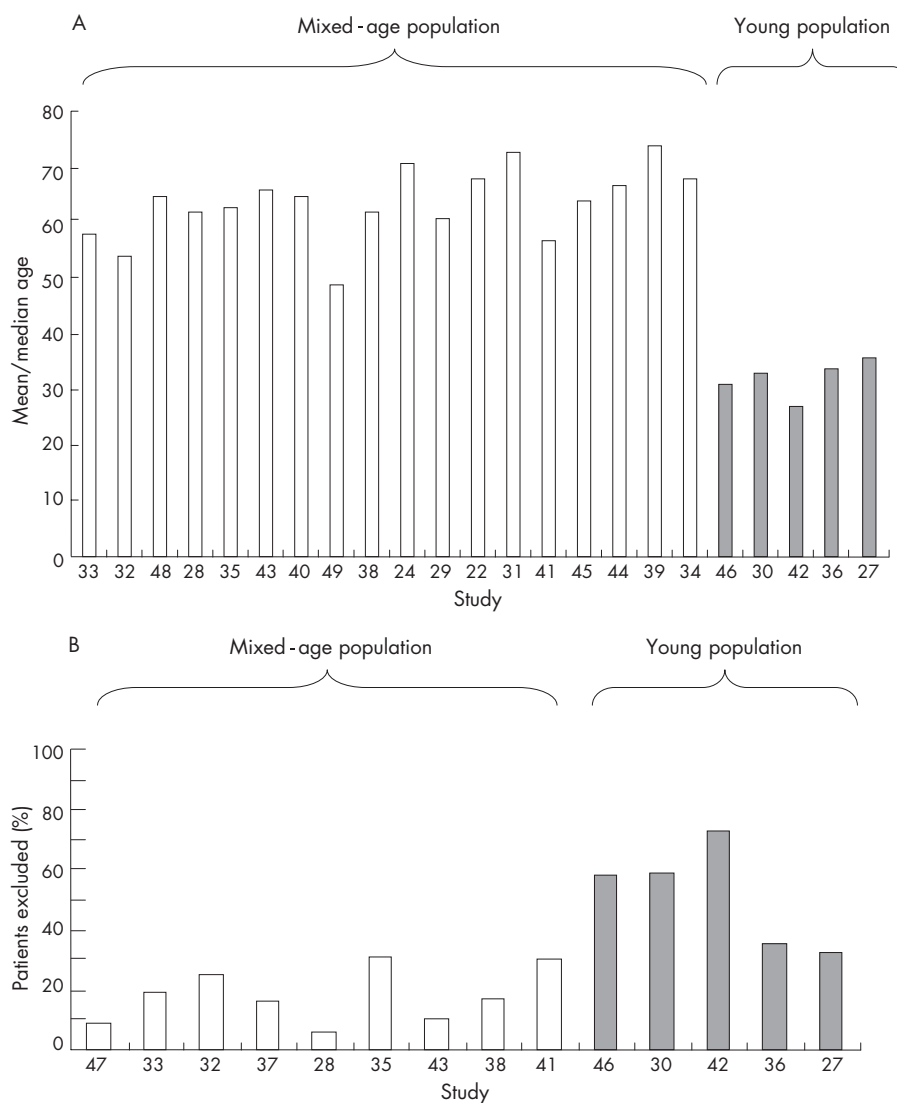 A
Mixed-age population
Young population
80
70
60
50
40
30
20
10
0
Mean/median age
33 32 48 28 35 43 40 49 38 24 29 22 31 41 45 44 39 34 46 30 42 36 27
Study
B
Mixed-age population
Young population
100
80
60
40
20
0
Patients excluded (%)
47 33 32 37 28 35 43 38 41 46 30 42 36 27
Study